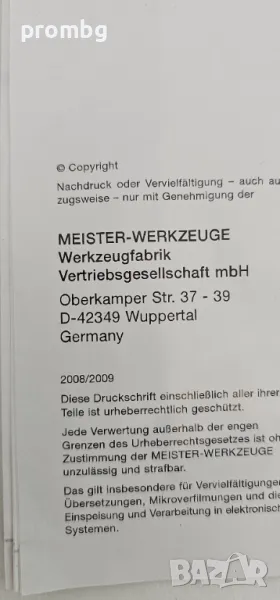 prombg
© Copyright
Nachdruck oder Vervielfältigung – auch au
zugsweise – nur mit Genehmigung der
MEISTER-WERKZEUGE
Werkzeugfabrik
Vertriebsgesellschaft mbH
Oberkamper Str. 37 - 39
D-42349 Wuppertal
Germany
2008/2009
Diese Druckschrift einschließlich aller ihrer
Teile ist urheberrechtlich geschützt.
Jede Verwertung außerhalb der engen
Grenzen des Urheberrechtsgesetzes ist oh
Zustimmung der MEISTER-WERKZEUGE
unzulässig und strafbar.
Das gilt insbesondere für Vervielfältigungen
Übersetzungen, Mikroverfilmungen und die
Einspeisung und Verarbeitung in elektronisc
Systemen.
BAZAR